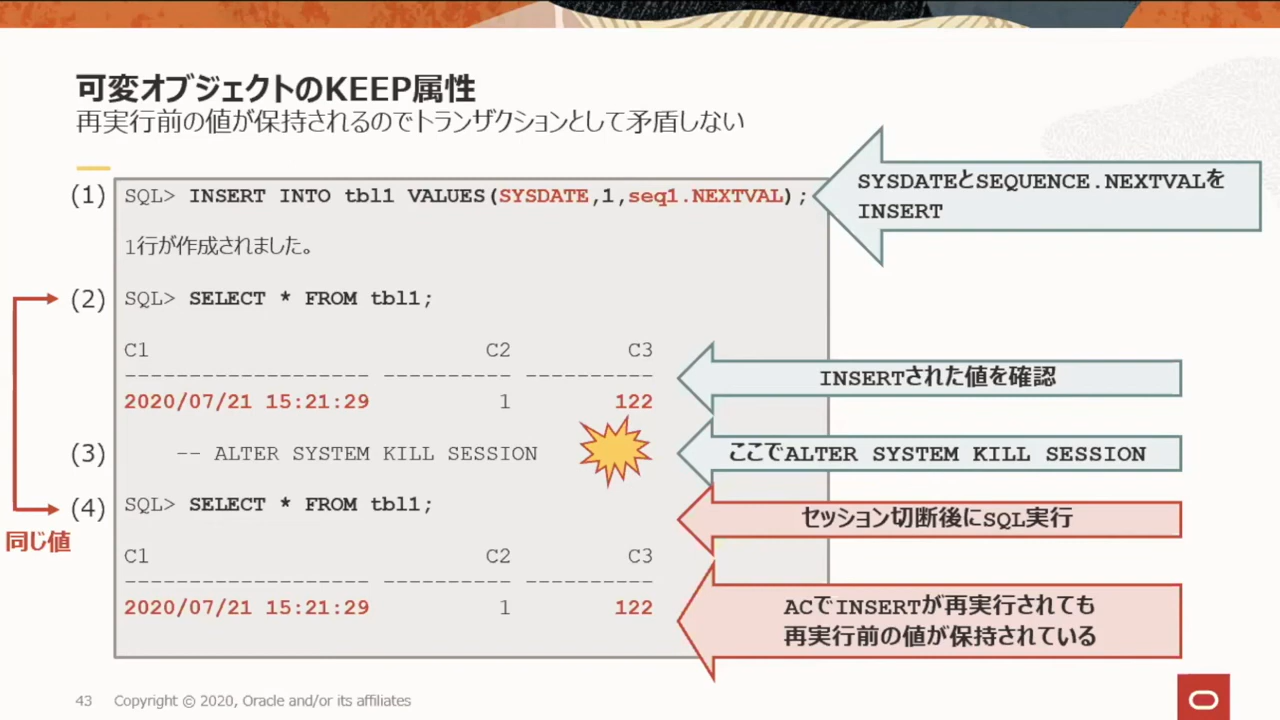 可変オブジェクトのKEEP属性
再実行前の値が保持されるのでトランザクションとして矛盾しない
(1) SQL> INSERT INTO tbl1 VALUES(SYSDATE,1,seq1.NEXTVAL);
SYSDATEとSEQUENCE.NEXTVALを
INSERT
1行が作成されました。
(2) SQL> SELECT * FROM tbl1;
C1 C2 C3
------------------- ---------- ----------
INSERTされた値を確認
2020/07/21 15:21:29 1 122
(3) -- ALTER SYSTEM KILL SESSION
ここでALTER SYSTEM KILL SESSION
(4) SQL> SELECT * FROM tbl1;
セッション切断後にSQL実行
同じ値
C1 C2 C3
------------------- ---------- ----------
2020/07/21 15:21:29 1 122
ACでINSERTが再実行されても
再実行前の値が保持されている
43 Copyright © 2020, Oracle and/or its affiliates